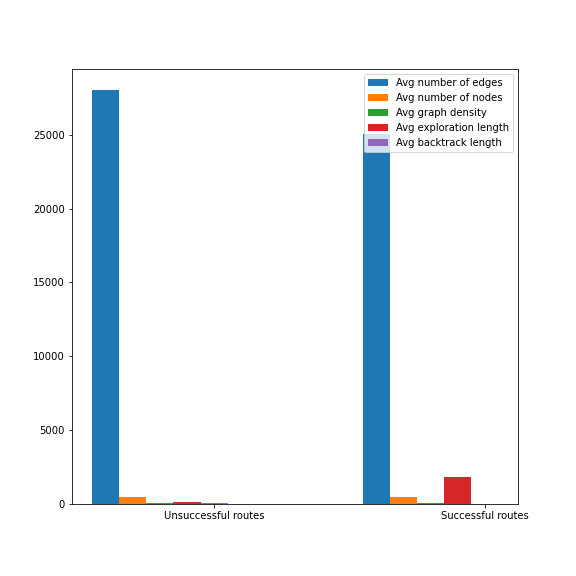 Avg number of edges
Avg number of nodes
Avg graph density
Avg exploration length
Avg backtrack length
25000
20000
15000
10000
5000
0
Unsuccessful routes
Successful routes